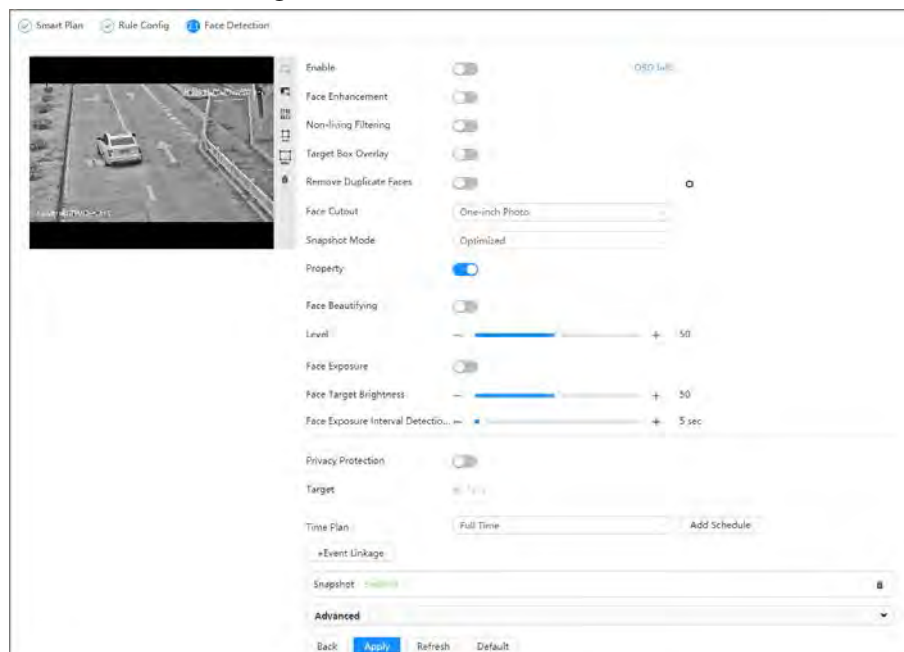 Smart Plan Rule Config Face Detection
Enable OSD Info
Face Enhancement
Non-living Filtering
Target Box Overlay
Remove Duplicate Faces
Face Cutout One-inch Photo
Snapshot Mode Optimized
Property
Face Beautifying
Level − + 50
Face Exposure
Face Target Brightness − + 50
Face Exposure Interval Detectio... − + 5 sec
Privacy Protection
Target
Time Plan Full Time Add Schedule
+Event Linkage
Snapshot
Advanced
Back Apply Refresh Default